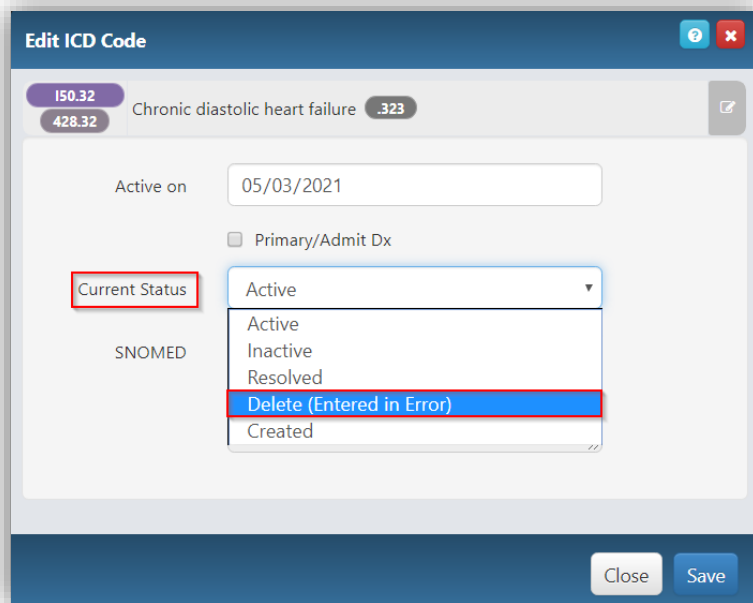 Edit ICD Code
I50.32
428.32
Chronic diastolic heart failure .323
Active on 05/03/2021
Primary/Admit Dx
Current Status Active
Active
Inactive
SNOMED
Resolved
Delete (Entered in Error)
Created
Close Save